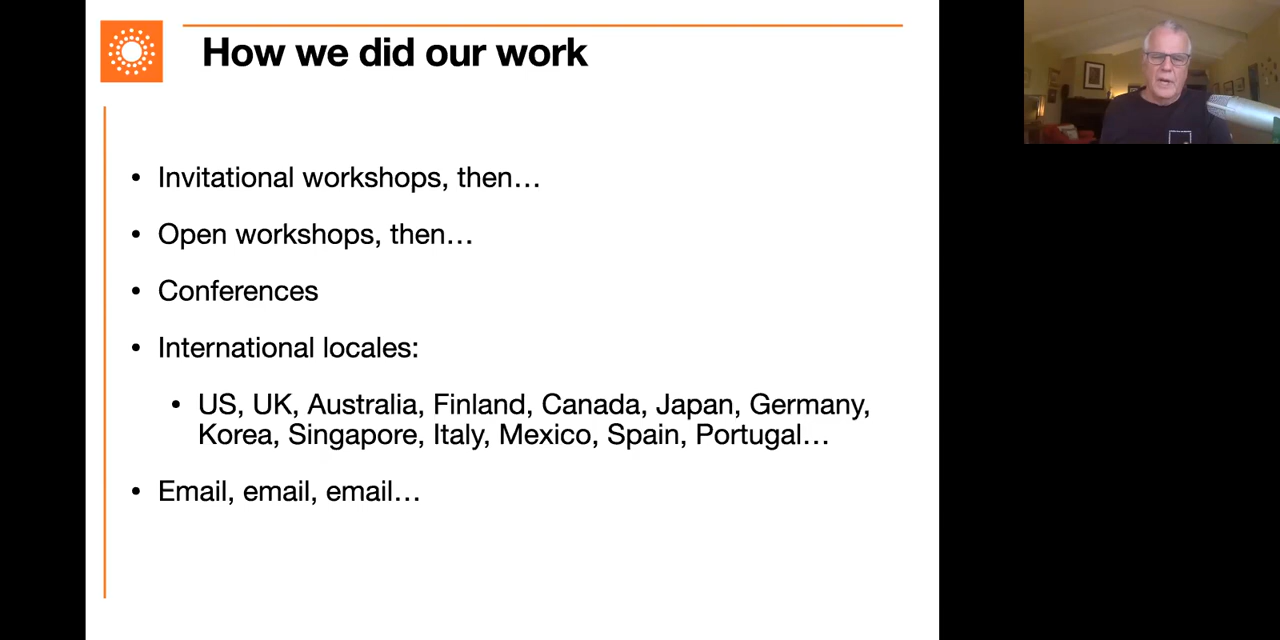 How we did our work
• Invitational workshops, then…
• Open workshops, then…
• Conferences
• International locales:
• US, UK, Australia, Finland, Canada, Japan, Germany,
Korea, Singapore, Italy, Mexico, Spain, Portugal…
• Email, email, email…